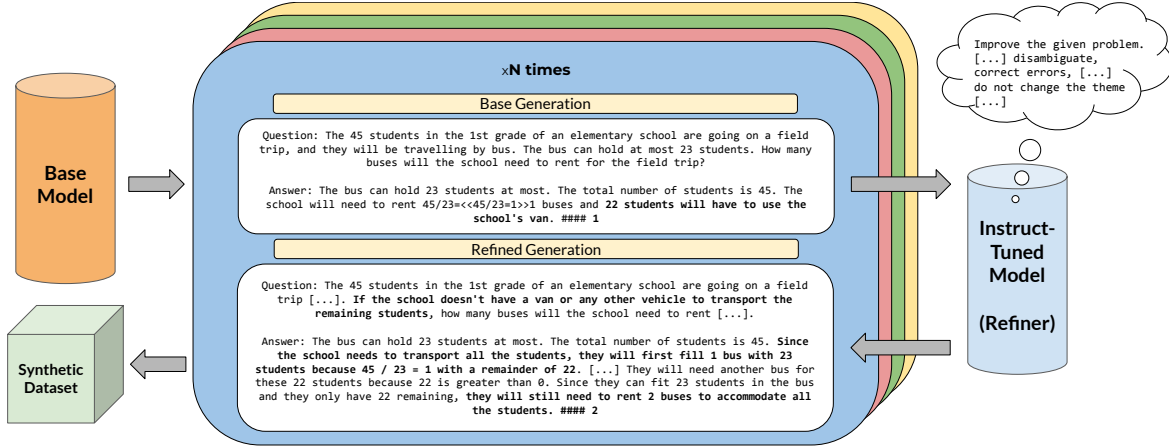 xN times
Base Generation
Question: The 45 students in the 1st grade of an elementary school are going on a field
trip, and they will be travelling by bus. The bus can hold at most 23 students. How many
buses will the school need to rent for the field trip?
Answer: The bus can hold 23 students at most. The total number of students is 45. The
school will need to rent 45/23=<<45/23=1>>1 buses and 22 students will have to use the
school's van. #### 1
Refined Generation
Question: The 45 students in the 1st grade of an elementary school are going on a field
trip [...]. If the school doesn't have a van or any other vehicle to transport the
remaining students, how many buses will the school need to rent [...].
Answer: The bus can hold 23 students at most. The total number of students is 45. Since
the school needs to transport all the students, they will first fill 1 bus with 23
students because 45 / 23 = 1 with a remainder of 22. [...] They will need another bus for
these 22 students because 22 is greater than 0. Since they can fit 23 students in the bus
and they only have 22 remaining, they will still need to rent 2 buses to accommodate all
the students. #### 2
Base
Model
Synthetic
Dataset
Improve the given problem.
[...] disambiguate,
correct errors, [...]
do not change the theme
[...]
Instruct-
Tuned
Model
(Refiner)